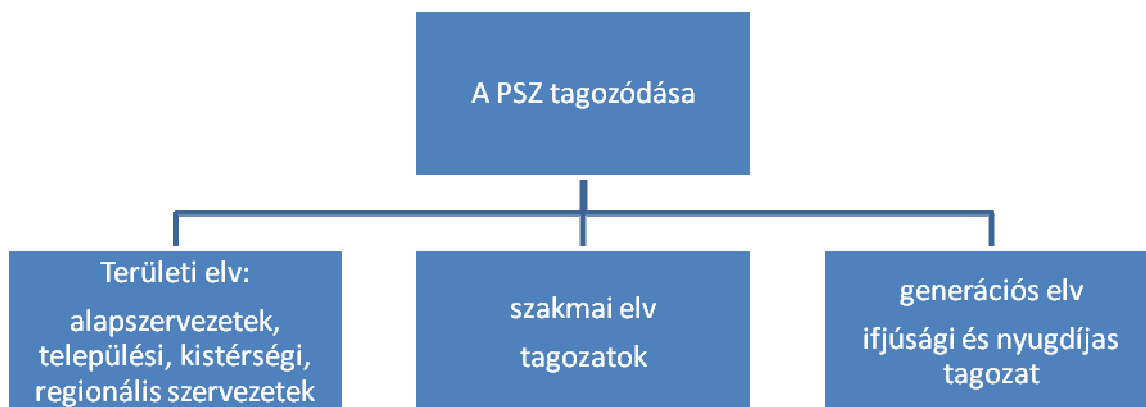 A PSZ tagozódása
Területi elv:
alapszervezetek,
települési, kistérségi,
regionális szervezetek
szakmai elv
tagozatok
generációs elv
ifjúsági és nyugdíjas
tagozat